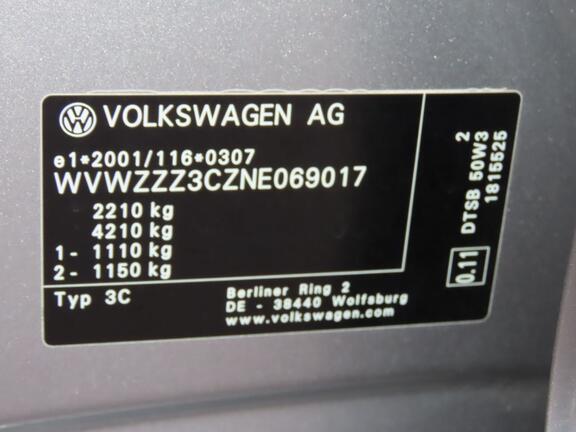 VOLKSWAGEN AG
e1*2001/116*0307
WVWZZZ3CZNE069017
2210 kg
4210 kg
1- 1110 kg
2- 1150 kg
Typ 3C
Berliner Ring 2
DE - 38440 Wolfsburg
www.volkswagen.com
2
DTSB 50W3
1815525
0.11